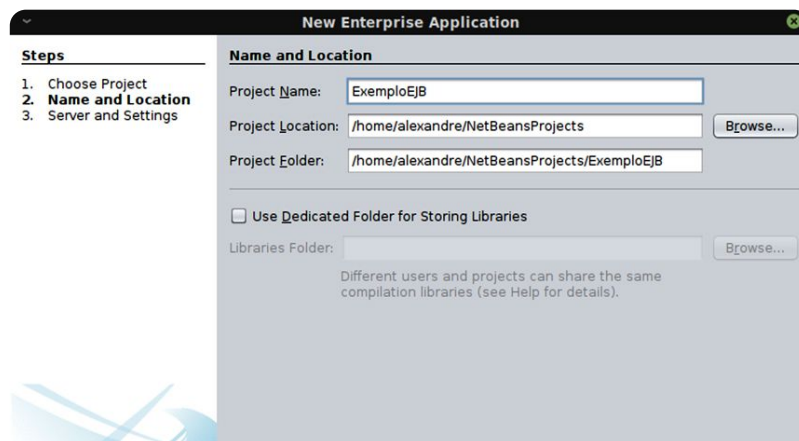 New Enterprise Application
Steps
1. Choose Project
2. Name and Location
3. Server and Settings
Name and Location
Project Name: ExemploEJB
Project Location: /home/alexandre/NetBeansProjects Browse...
Project Folder: /home/alexandre/NetBeansProjects/ExemploEJB
Use Dedicated Folder for Storing Libraries
Libraries Folder: Browse...
Different users and projects can share the same
compilation libraries (see Help for details).